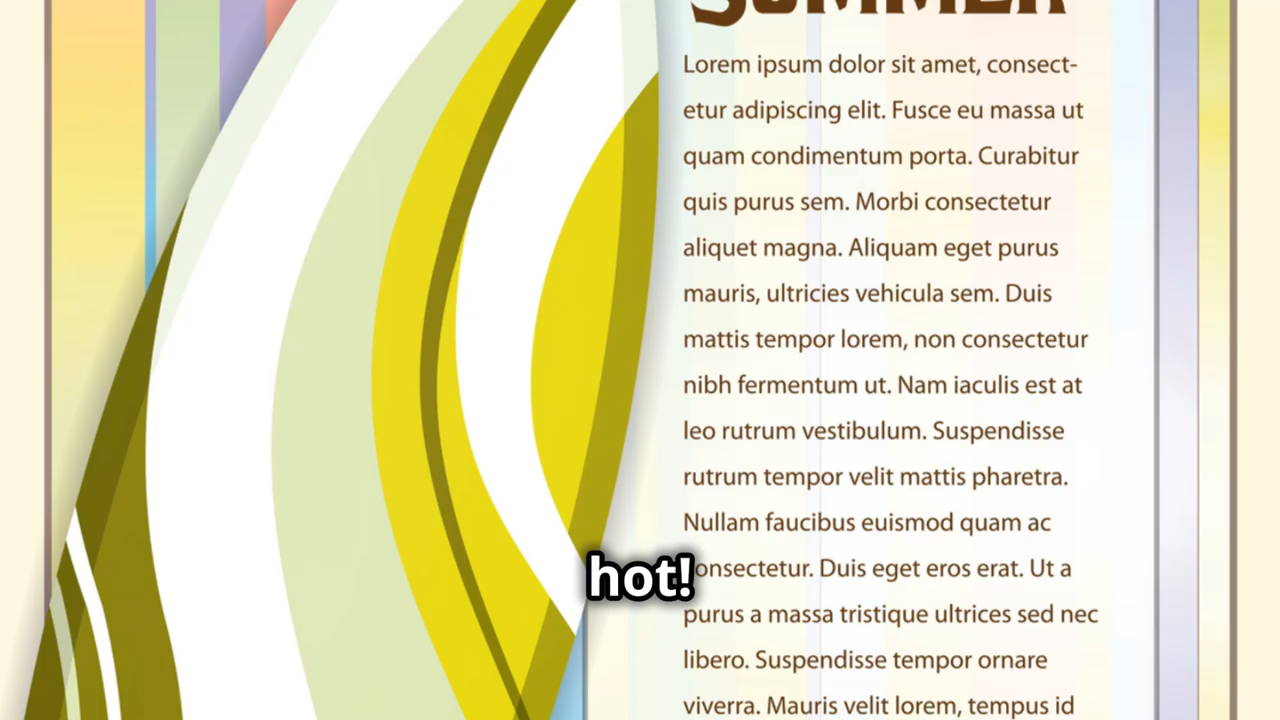 SUMMER
Lorem ipsum dolor sit amet, consect-
etur adipiscing elit. Fusce eu massa ut
quam condimentum porta. Curabitur
quis purus sem. Morbi consectetur
aliquet magna. Aliquam eget purus
mauris, ultricies vehicula sem. Duis
mattis tempor lorem, non consectetur
nibh fermentum ut. Nam iaculis est at
leo rutrum vestibulum. Suspendisse
rutrum tempor velit mattis pharetra.
Nullam faucibus euismod quam ac
onsectetur. Duis eget eros erat. Ut a
hot!
purus a massa tristique ultrices sed nec
libero. Suspendisse tempor ornare
viverra. Mauris velit lorem, tempus id